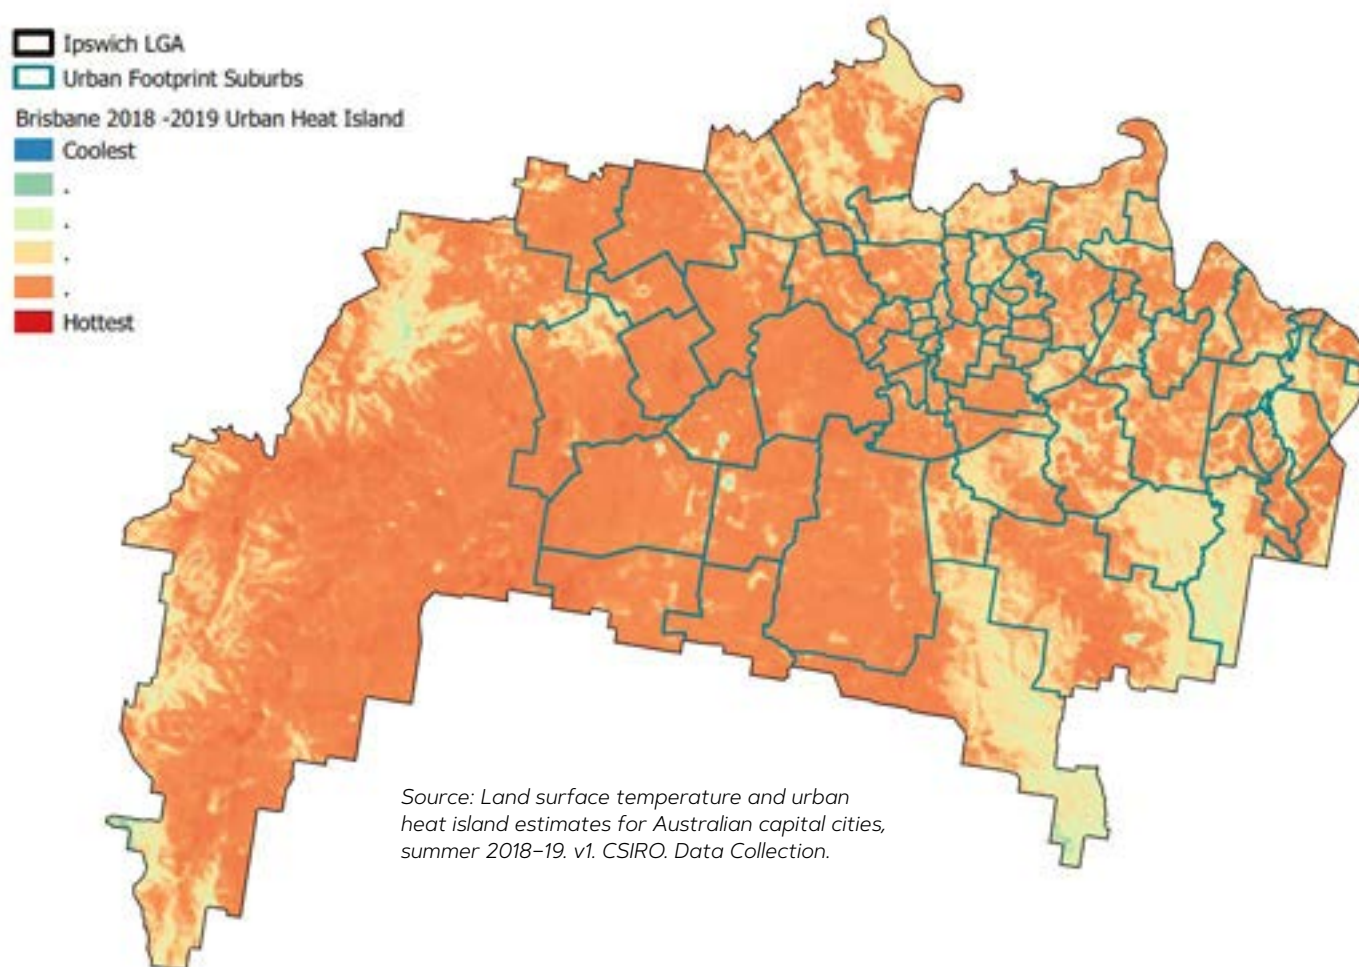 Ipswich LGA
Urban Footprint Suburbs
Brisbane 2018 -2019 Urban Heat Island
Coolest
.
.
.
.
Hottest
Source: Land surface temperature and urban
heat island estimates for Australian capital cities,
summer 2018–19. v1. CSIRO. Data Collection.